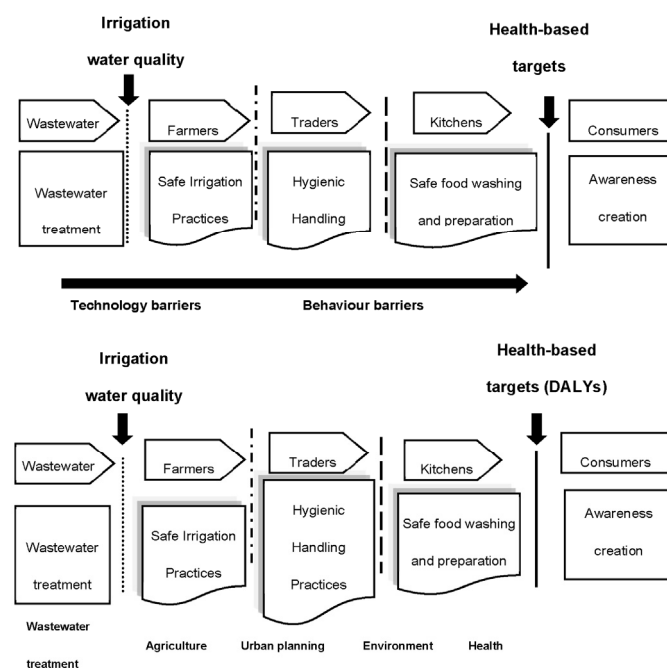 Irrigation
water quality
Health-based
targets
Wastewater
Farmers
Traders
Kitchens
Consumers
Wastewater
treatment
Safe Irrigation
Practices
Hygienic
Handling
Safe food washing
and preparation
Awareness
creation
Technology barriers
Behaviour barriers
Irrigation
water quality
Health-based
targets (DALYs)
Wastewater
Farmers
Traders
Kitchens
Consumers
Wastewater
treatment
Safe Irrigation
Practices
Hygienic
Handling
Practices
Safe food washing
and preparation
Awareness
creation
Wastewater
treatment
Agriculture
Urban planning
Environment
Health